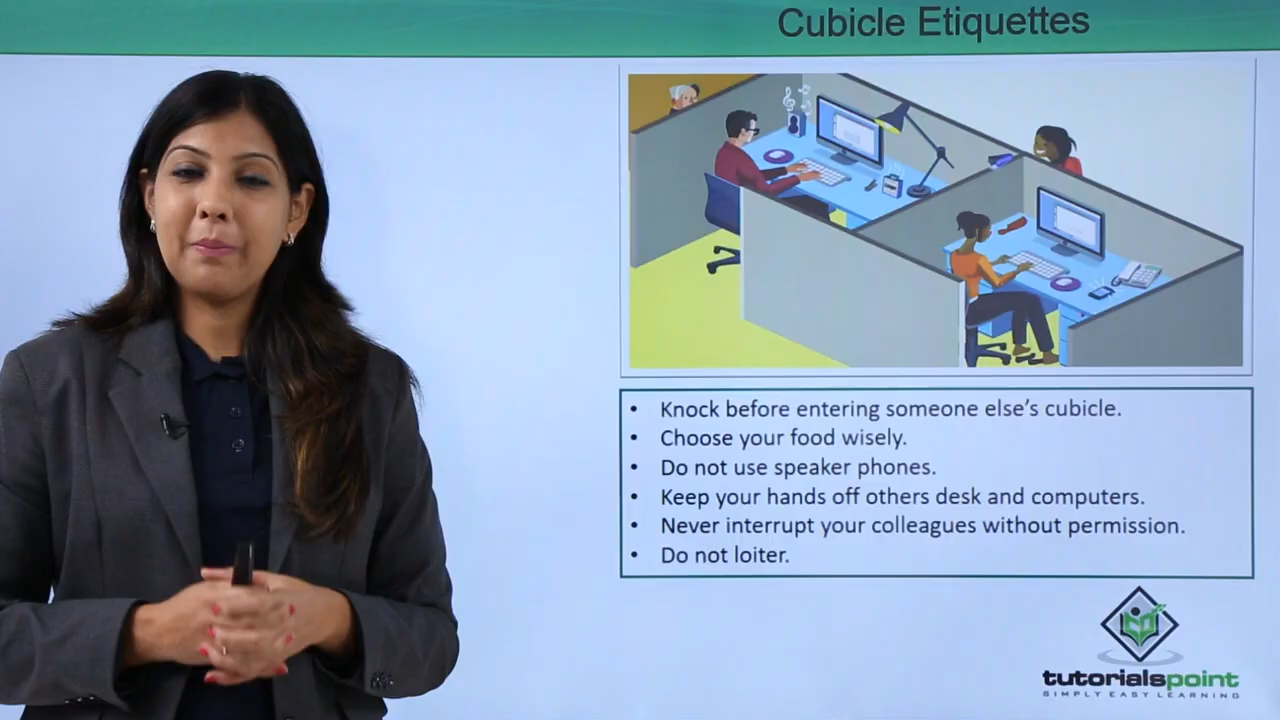 Cubicle Etiquettes
• Knock before entering someone else's cubicle.
• Choose your food wisely.
• Do not use speaker phones.
• Keep your hands off others desk and computers.
• Never interrupt your colleagues without permission.
• Do not loiter.
tutorialspoint
SIMPLY EASY LEARNING